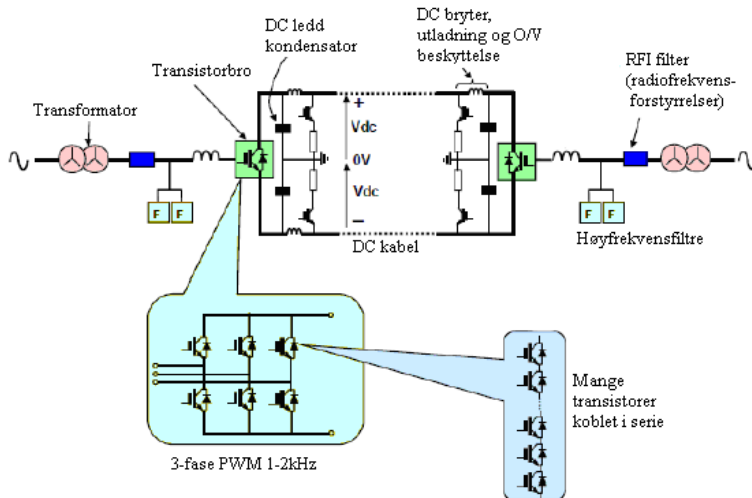 DC ledd
kondensator
DC bryter,
utladning og O/V
beskyttelse
RFI filter
(radiofrekvens-
forstyrrelser)
Transistorbro
Transformator
+
Vdc
0V
Vdc
−
F F
F F
Høyfrekvensfiltre
DC kabel
Mange
transistorer
koblet i serie
3-fase PWM 1-2kHz